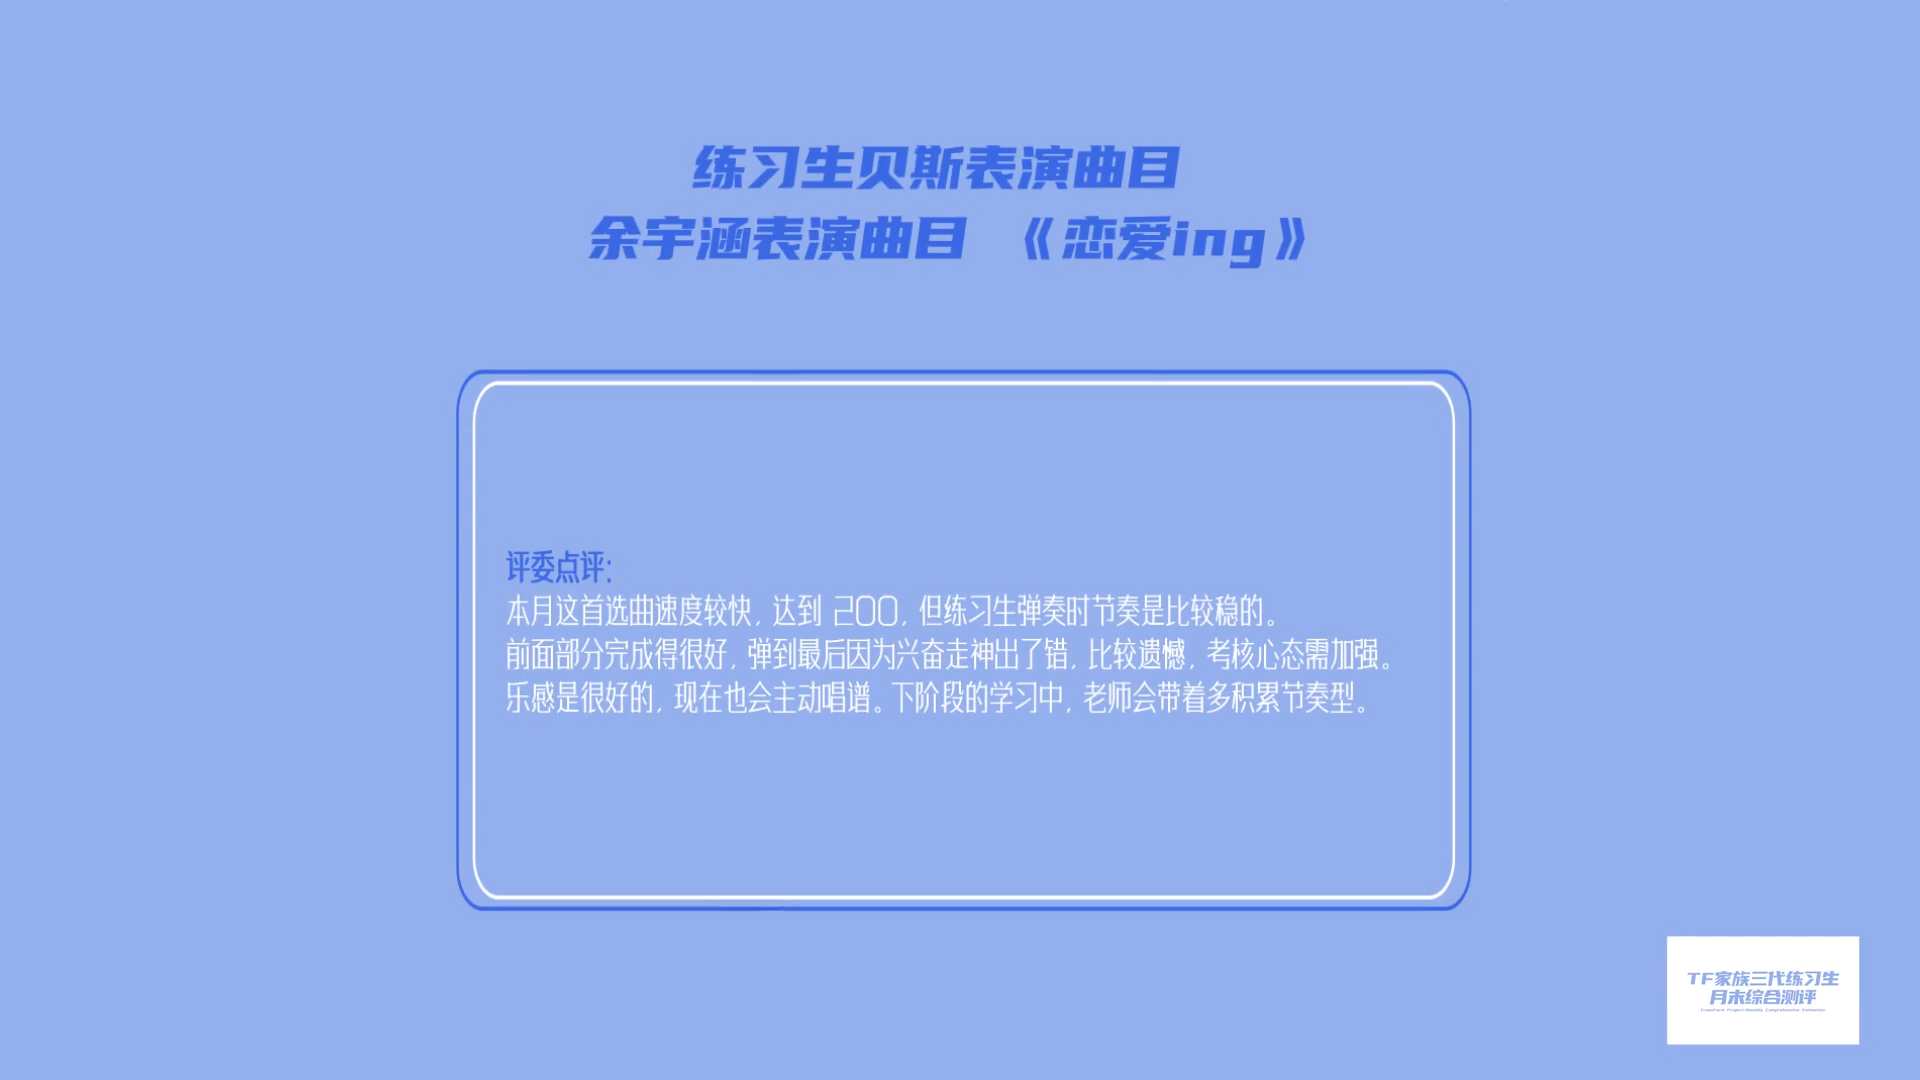 练习生贝斯表演曲目
余宇涵表演曲目 《恋爱ing》
评委点评:
本月这首选曲速度较快, 达到 200, 但练习生弹奏时节奏是比较稳的。
前面部分完成得很好, 弹到最后因为兴奋走神出了错, 比较遗憾, 考核心态需加强。
乐感是很好的, 现在也会主动唱谱。下阶段的学习中, 老师会带着多积累节奏型。
TF家族三代练习生
月末综合测评
TransForm Project·Monthly Comprehensive Evaluation